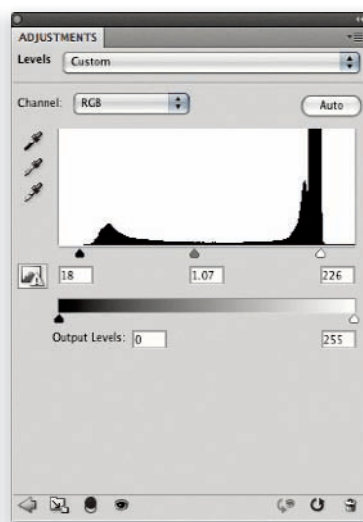 ADJUSTMENTS
Levels Custom
Channel: RGB Auto
18 1.07 226
Output Levels: 0 255